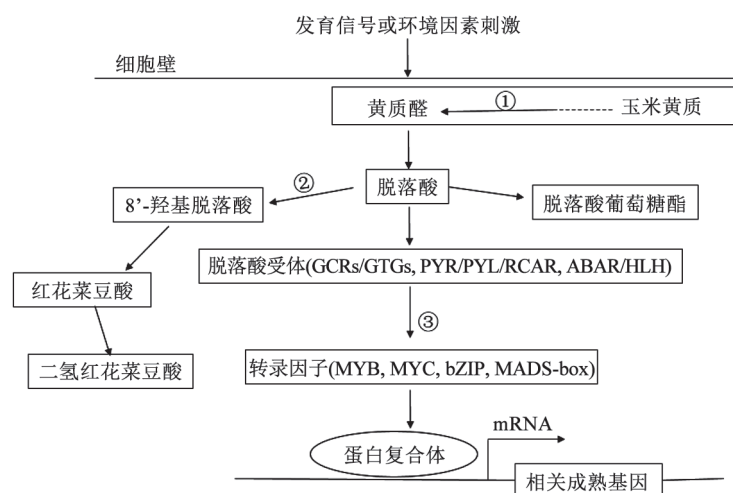 发育信号或环境因素刺激
细胞壁
黄质醛
①
玉米黄质
②
脱落酸
8’-羟基脱落酸
脱落酸葡萄糖酯
脱落酸受体(GCRs/GTGs, PYR/PYL/RCAR, ABAR/HLH)
红花菜豆酸
③
二氢红花菜豆酸
转录因子(MYB, MYC, bZIP, MADS-box)
mRNA
蛋白复合体
相关成熟基因